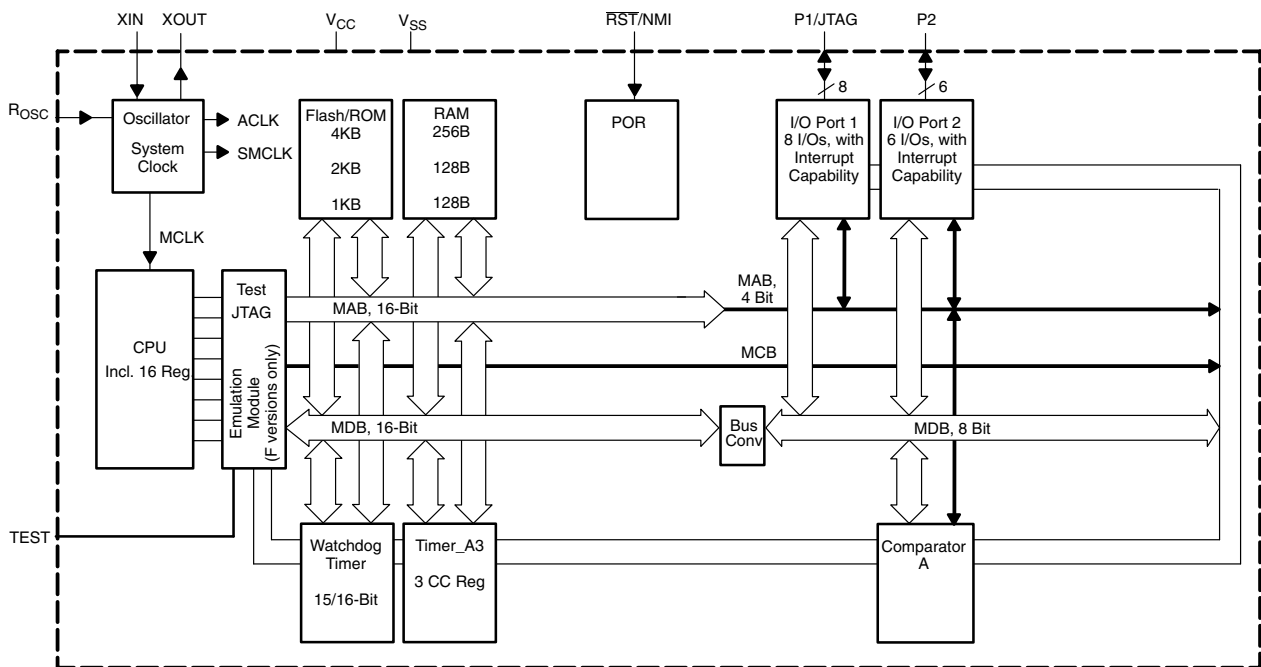 XIN
XOUT
VCC
VSS
RST/NMI
P1/JTAG
P2
8
6
ROSC
Oscillator
System
Clock
ACLK
SMCLK
Flash/ROM
4KB
2KB
1KB
RAM
256B
128B
128B
POR
I/O Port 1
8 I/Os, with
Interrupt
Capability
I/O Port 2
6 I/Os, with
Interrupt
Capability
MCLK
CPU
Incl. 16 Reg.
Test
JTAG
Emulation
Module
(F versions only)
MAB, 16-Bit
MAB,
4 Bit
MCB
MDB, 16-Bit
Bus
Conv
MDB, 8 Bit
TEST
Watchdog
Timer
15/16-Bit
Timer_A3
3 CC Reg
Comparator
A